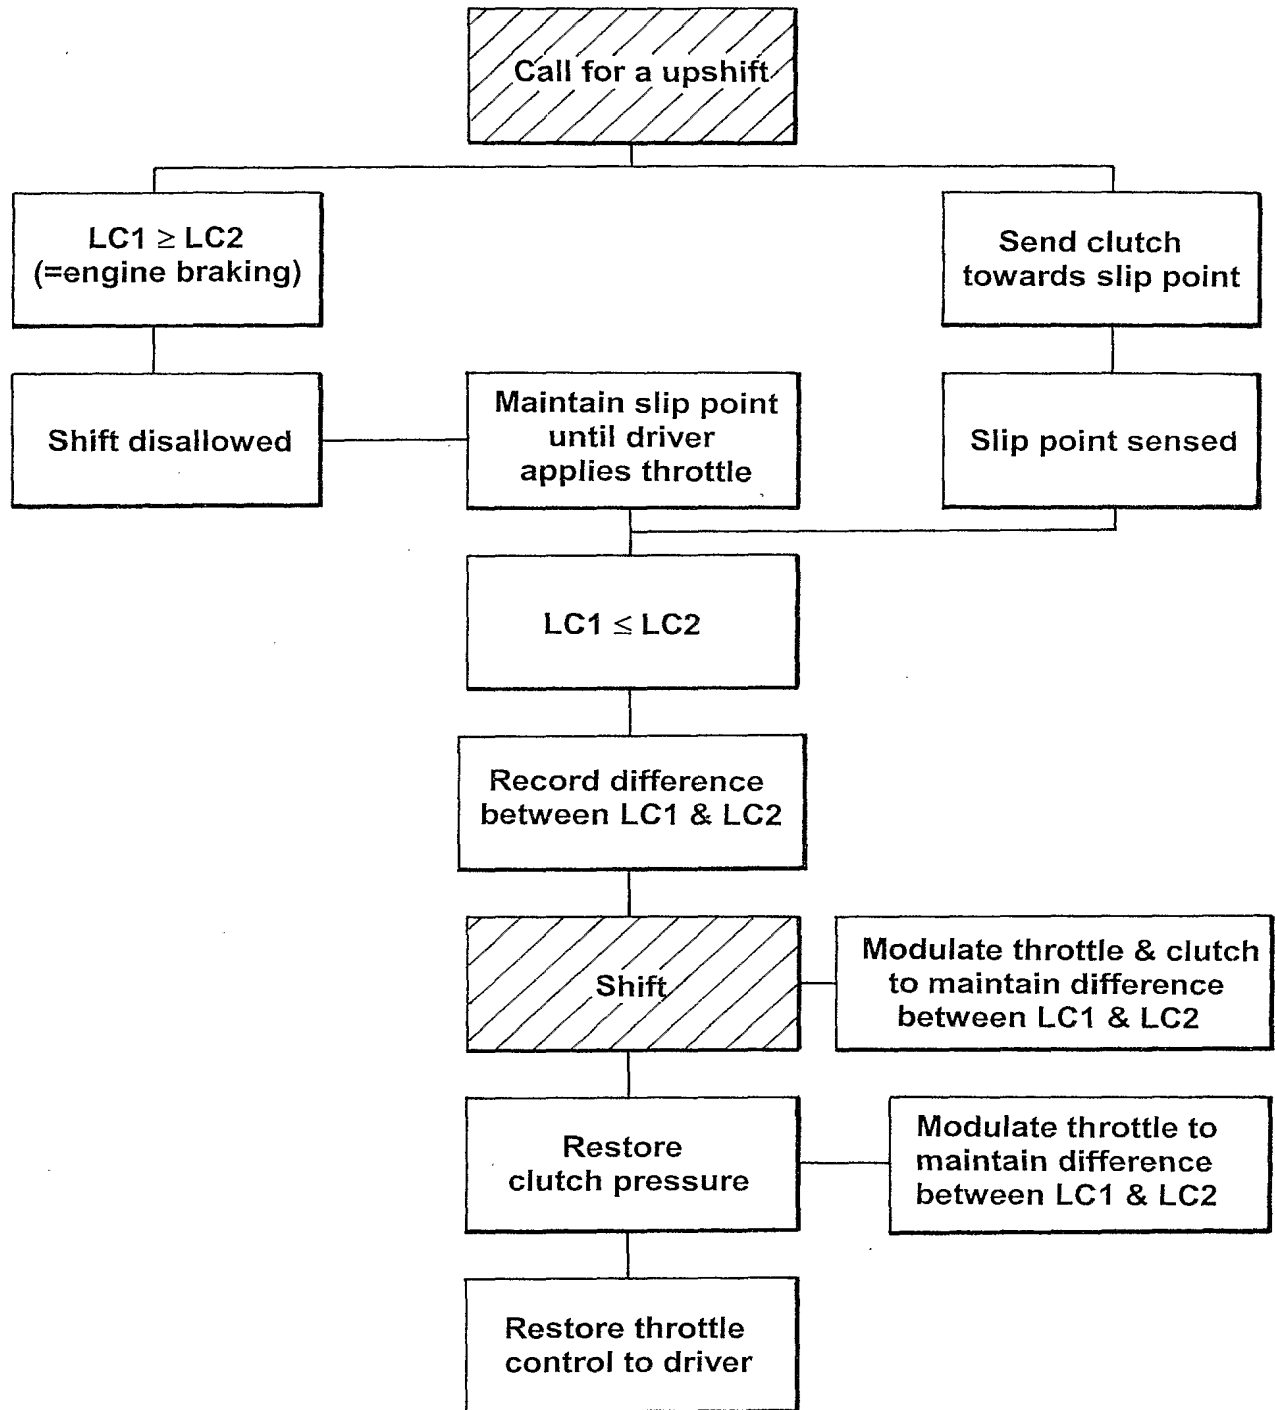 Call for a upshift
LC1 ≥ LC2
(=engine braking)
Send clutch
towards slip point
Shift disallowed
Maintain slip point
until driver
applies throttle
Slip point sensed
LC1 ≤ LC2
Record difference
between LC1 & LC2
Shift
Modulate throttle & clutch
to maintain difference
between LC1 & LC2
Restore
clutch pressure
Modulate throttle to
maintain difference
between LC1 & LC2
Restore throttle
control to driver